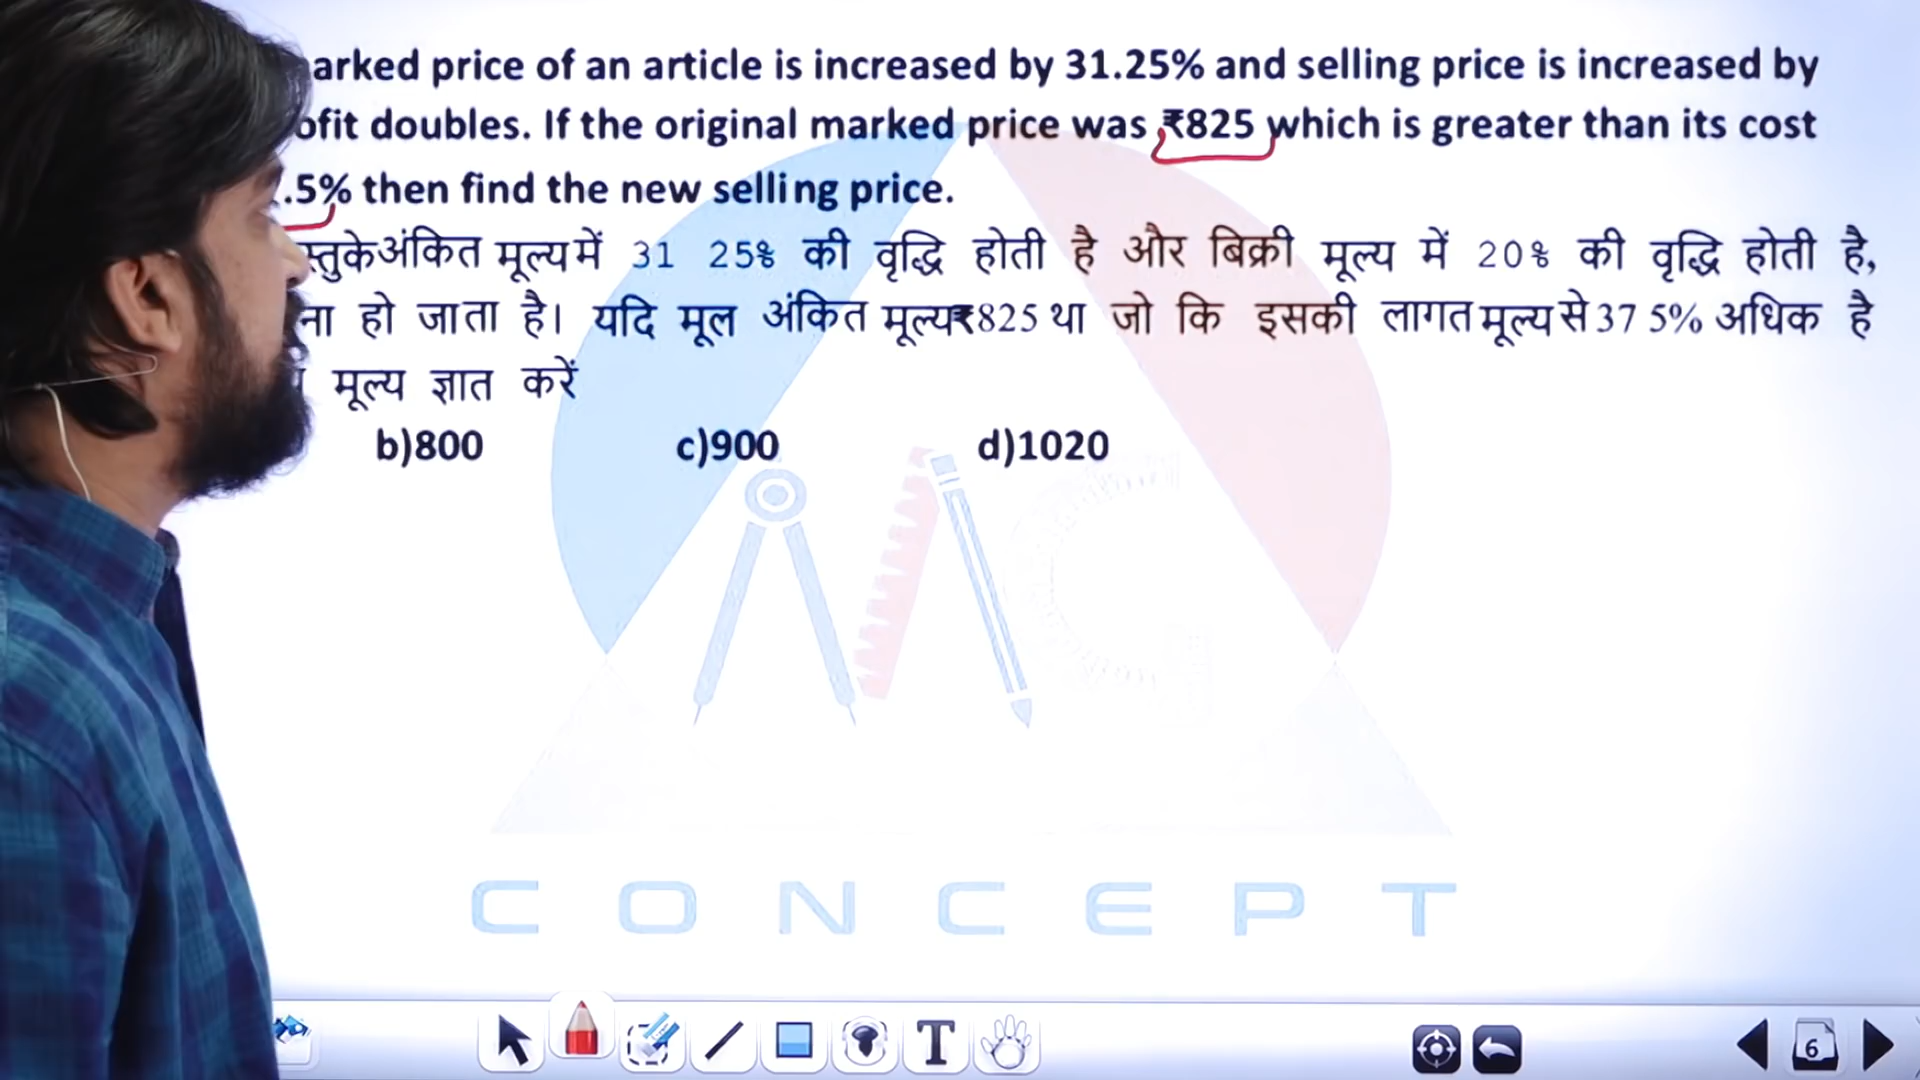 arked price of an article is increased by 31.25% and selling price is increased by
ofit doubles. If the original marked price was ₹825 which is greater than its cost
.5% then find the new selling price.
स्तुके अंकित मूल्य में 31 25% की वृद्धि होती है और बिक्री मूल्य में 20% की वृद्धि होती है,
ना हो जाता है। यदि मूल अंकित मूल्य ₹825 था जो कि इसकी लागत मूल्य से 37 5% अधिक है
मूल्य ज्ञात करें
b)800 c)900 d)1020
CONCEPT
T
6